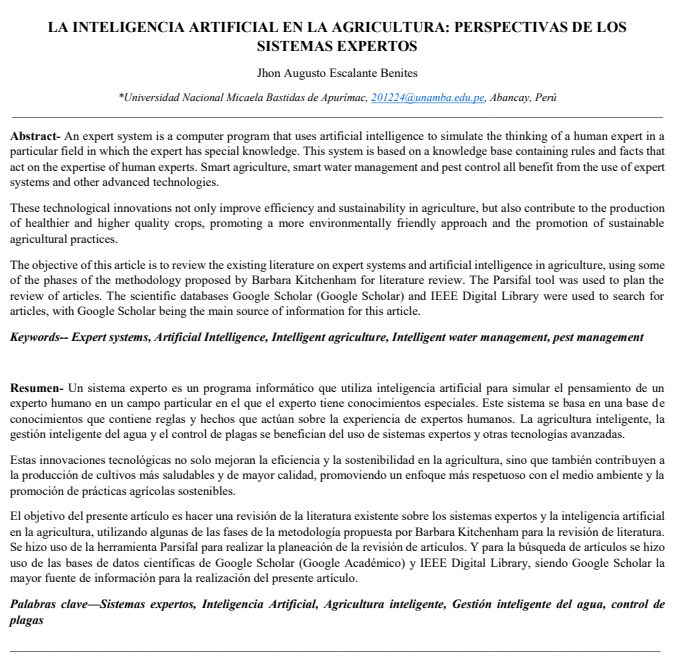 LA INTELIGENCIA ARTIFICIAL EN LA AGRICULTURA: PERSPECTIVAS DE LOS
SISTEMAS EXPERTOS
Jhon Augusto Escalante Benites
*Universidad Nacional Micaela Bastidas de Apurímac, 201224@unamba.edu.pe, Abancay, Perú
Abstract- An expert system is a computer program that uses artificial intelligence to simulate the thinking of a human expert in a
particular field in which the expert has special knowledge. This system is based on a knowledge base containing rules and facts that
act on the expertise of human experts. Smart agriculture, smart water management and pest control all benefit from the use of expert
systems and other advanced technologies.
These technological innovations not only improve efficiency and sustainability in agriculture, but also contribute to the production
of healthier and higher quality crops, promoting a more environmentally friendly approach and the promotion of sustainable
agricultural practices.
The objective of this article is to review the existing literature on expert systems and artificial intelligence in agriculture, using some
of the phases of the methodology proposed by Barbara Kitchenham for literature review. The Parsifal tool was used to plan the
review of articles. The scientific databases Google Scholar (Google Scholar) and IEEE Digital Library were used to search for
articles, with Google Scholar being the main source of information for this article.
Keywords-- Expert systems, Artificial Intelligence, Intelligent agriculture, Intelligent water management, pest management
Resumen- Un sistema experto es un programa informático que utiliza inteligencia artificial para simular el pensamiento de un
experto humano en un campo particular en el que el experto tiene conocimientos especiales. Este sistema se basa en una base de
conocimientos que contiene reglas y hechos que actúan sobre la experiencia de expertos humanos. La agricultura inteligente, la
gestión inteligente del agua y el control de plagas se benefician del uso de sistemas expertos y otras tecnologías avanzadas.
Estas innovaciones tecnológicas no solo mejoran la eficiencia y la sostenibilidad en la agricultura, sino que también contribuyen a
la producción de cultivos más saludables y de mayor calidad, promoviendo un enfoque más respetuoso con el medio ambiente y la
promoción de prácticas agrícolas sostenibles.
El objetivo del presente artículo es hacer una revisión de la literatura existente sobre los sistemas expertos y la inteligencia artificial
en la agricultura, utilizando algunas de las fases de la metodología propuesta por Barbara Kitchenham para la revisión de literatura.
Se hizo uso de la herramienta Parsifal para realizar la planeación de la revisión de artículos. Y para la búsqueda de artículos se hizo
uso de las bases de datos científicas de Google Scholar (Google Académico) y IEEE Digital Library, siendo Google Scholar la
mayor fuente de información para la realización del presente artículo.
Palabras clave—Sistemas expertos, Inteligencia Artificial, Agricultura inteligente, Gestión inteligente del agua, control de
plagas